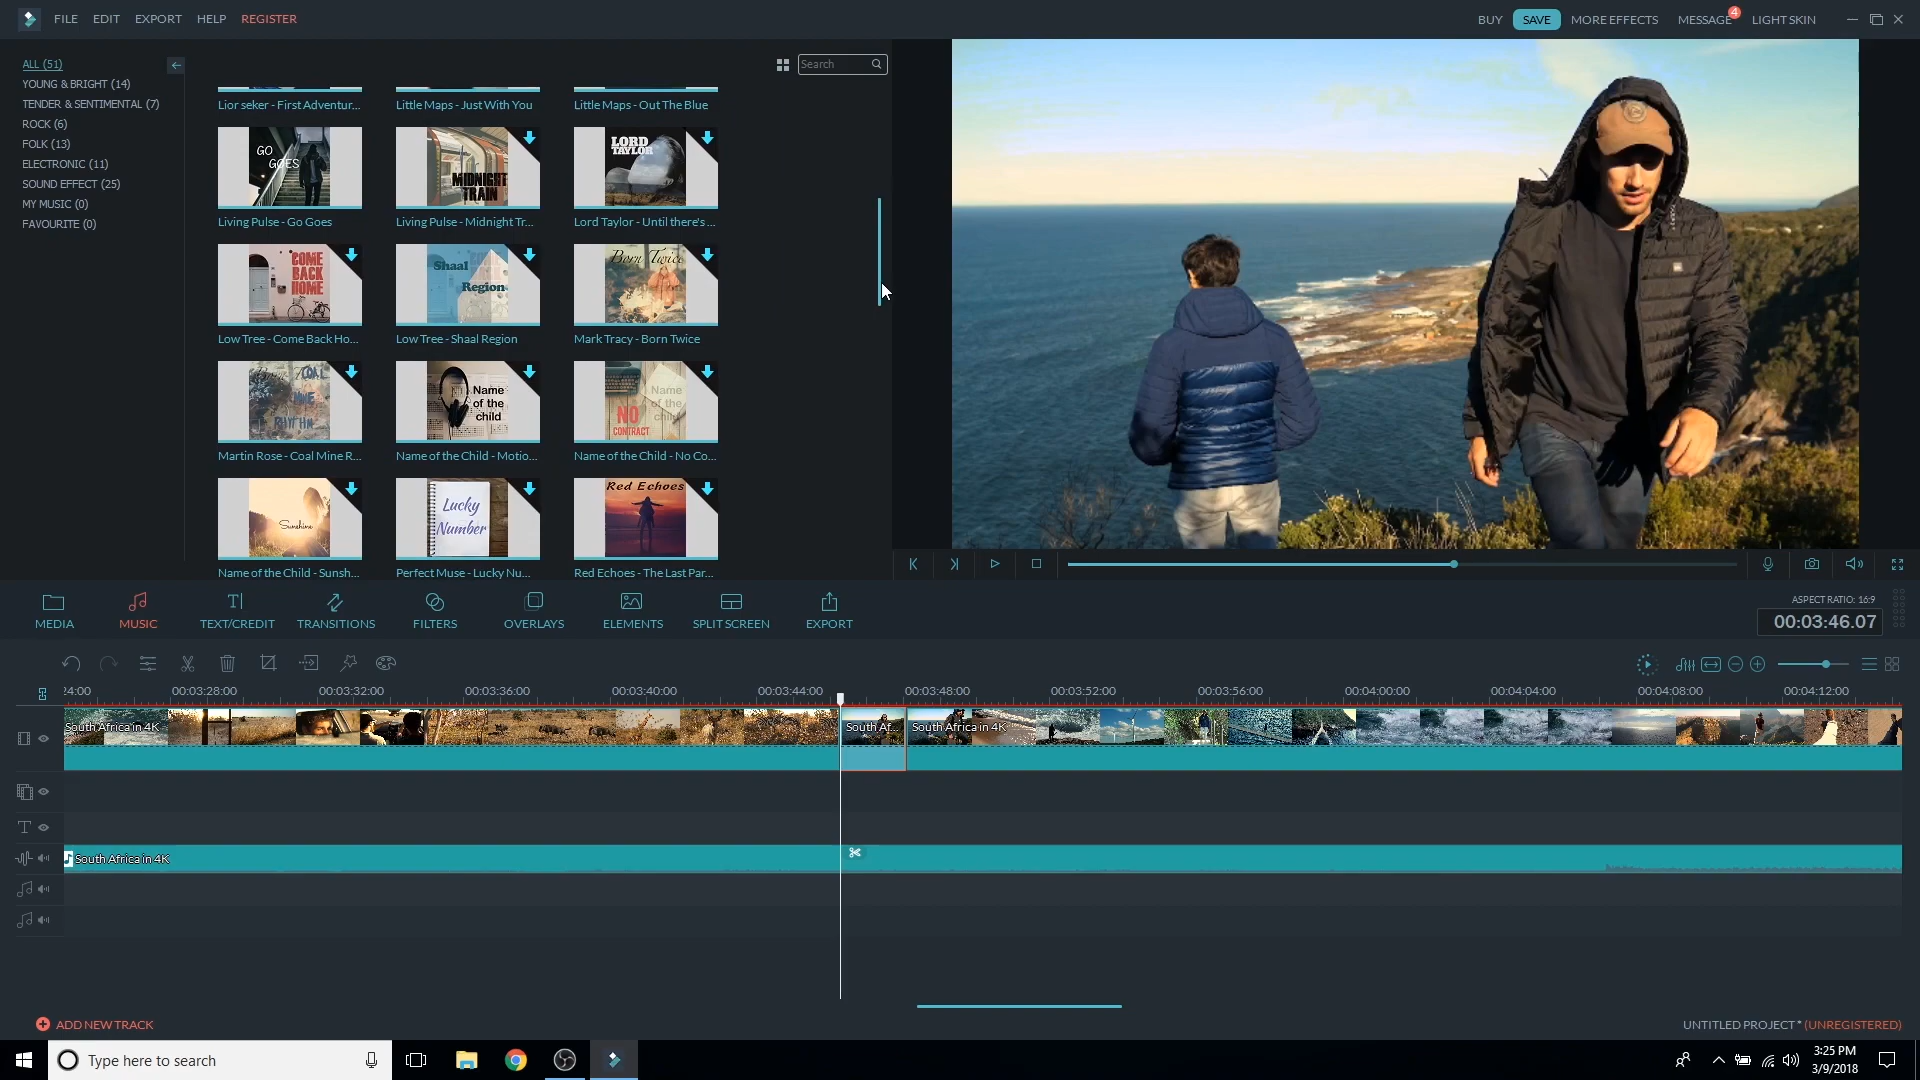 FILE EDIT EXPORT HELP REGISTER
BUY SAVE MORE EFFECTS MESSAGE 4 LIGHT SKIN
ALL (51)
YOUNG & BRIGHT (14)
TENDER & SENTIMENTAL (7)
ROCK (6)
FOLK (13)
ELECTRONIC (11)
SOUND EFFECT (25)
MY MUSIC (0)
FAVOURITE (0)
Search
Lior seker - First Adventur... Little Maps - Just With You Little Maps - Out The Blue
GO GOES
MIDNIGHT TRAIN
LORD TAYLOR
Living Pulse - Go Goes Living Pulse - Midnight Tr... Lord Taylor - Until there's ...
COME BACK HOME
Shaal Region
Born Twice
Low Tree - Come Back Ho... Low Tree - Shaal Region Mark Tracy - Born Twice
COAL MINE RHYTHM
Name of the child
Name of the child
NO CONTRACT
Martin Rose - Coal Mine R... Name of the Child - Motio... Name of the Child - No Co...
Sunshine
Lucky Number
Red Echoes
Name of the Child - Sunsh... Perfect Muse - Lucky Nu... Red Echoes - The Last Par...
MEDIA MUSIC TEXT/CREDIT TRANSITIONS FILTERS OVERLAYS ELEMENTS SPLIT SCREEN EXPORT
ASPECT RATIO: 16:9
00:03:46.07
24:00 00:03:28:00 00:03:32:00 00:03:36:00 00:03:40:00 00:03:44:00 00:03:48:00 00:03:52:00 00:03:56:00 00:04:00:00 00:04:04:00 00:04:08:00 00:04:12:00
South Africa in 4K South Af... South Africa in 4K
South Africa in 4K
ADD NEW TRACK
UNTITLED PROJECT * (UNREGISTERED)
Type here to search
3:25 PM
3/9/2018